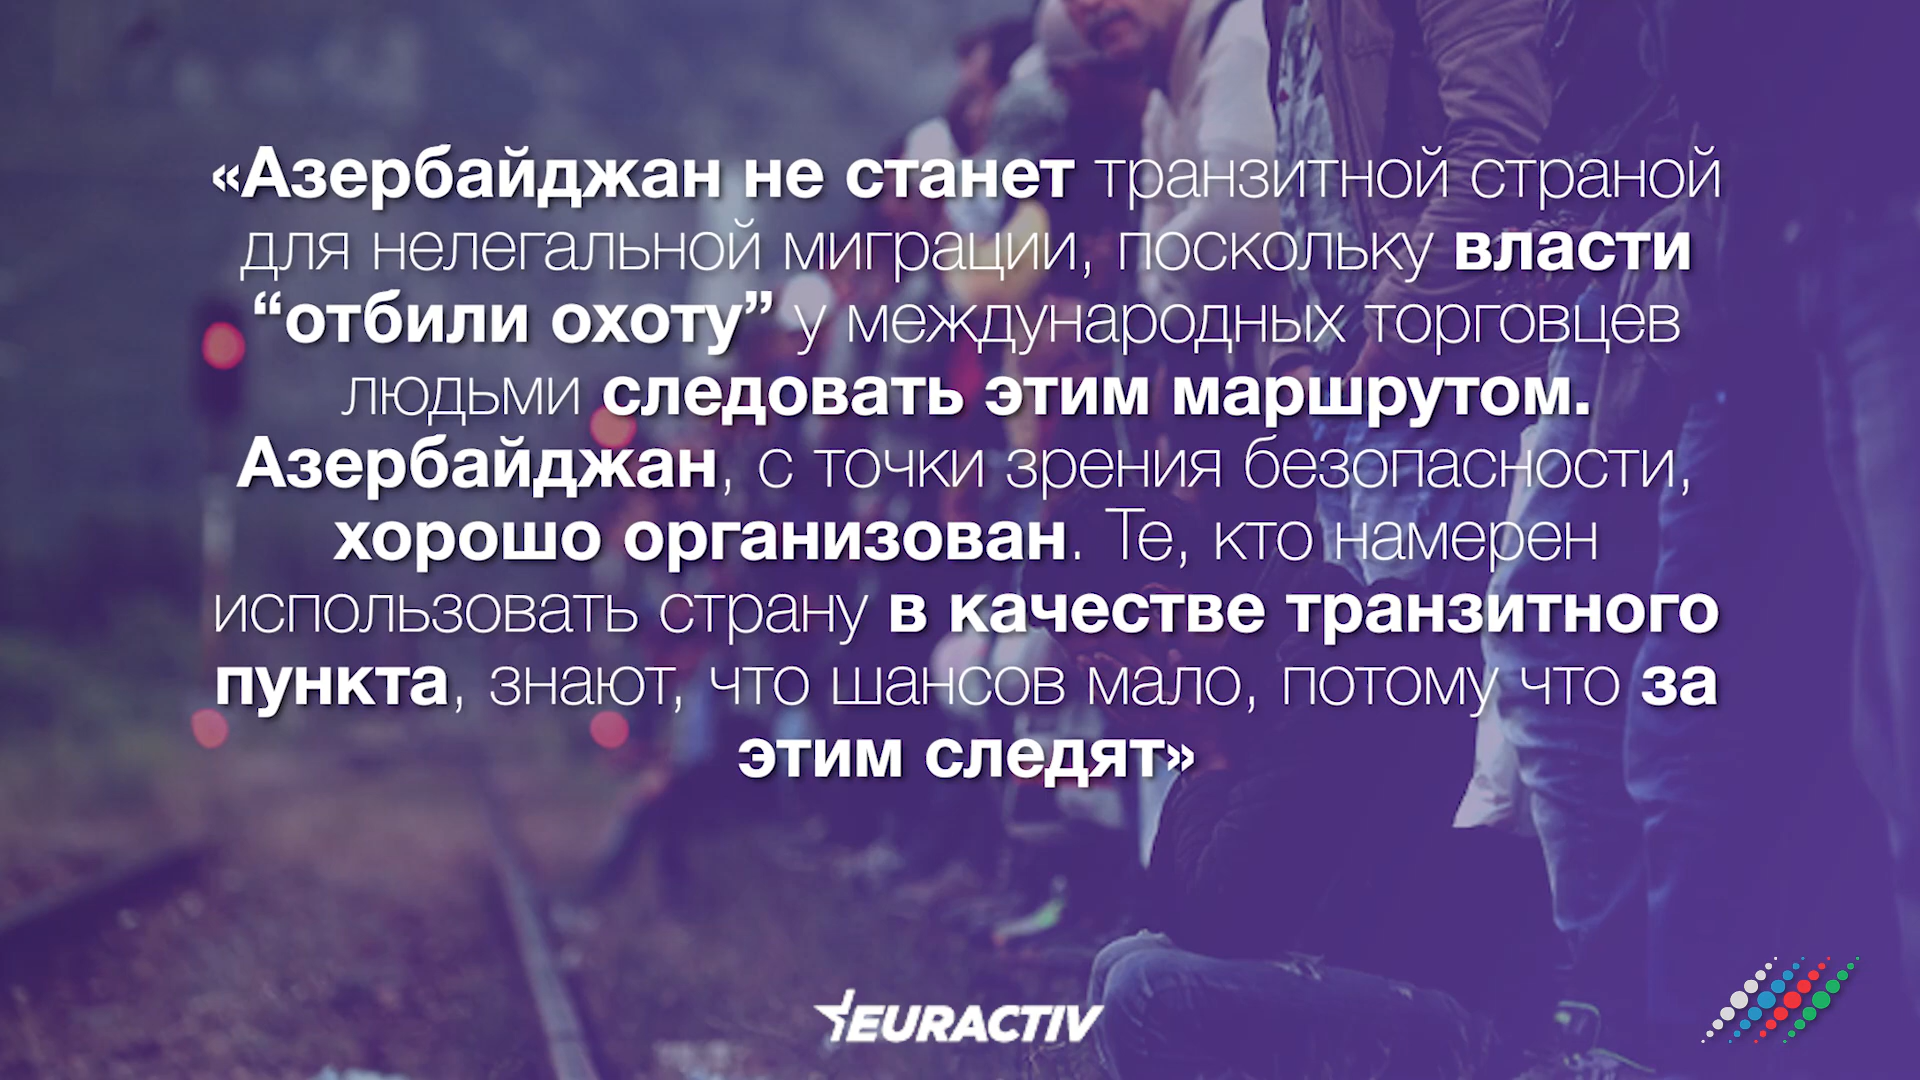 «Азербайджан не станет транзитной страной
для нелегальной миграции, поскольку власти
“отбили охоту” у международных торговцев
людьми следовать этим маршрутом.
Азербайджан, с точки зрения безопасности,
хорошо организован. Те, кто намерен
использовать страну в качестве транзитного
пункта, знают, что шансов мало, потому что за
этим следят»
EURACTIV